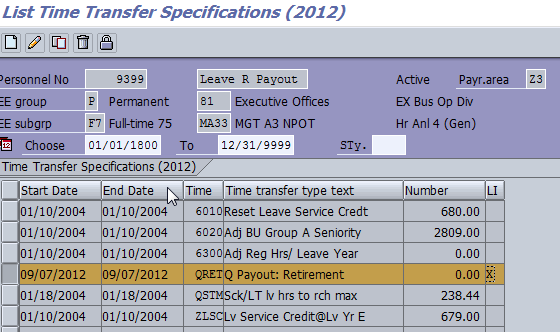 List Time Transfer Specifications (2012)
Personnel No 9399 Leave R Payout Active Payr.area Z3
EE group P Permanent 81 Executive Offices EX Bus Op Div
EE subgrp F7 Full-time 75 MA33 MGT A3 NPOT Hr Anl 4 (Gen)
Choose 01/01/1800 To 12/31/9999 STy.
Time Transfer Specifications (2012)
Start Date End Date Time Time transfer type text Number LI
01/10/2004 01/10/2004 6010 Reset Leave Service Credt 680.00
01/10/2004 01/10/2004 6020 Adj BU Group A Seniority 2809.00
01/10/2004 01/10/2004 6300 Adj Reg Hrs/ Leave Year 0.00
09/07/2012 09/07/2012 QRET Q Payout: Retirement 0.00 X
01/18/2004 01/18/2004 QSTM Sck/LT lv hrs to rch max 238.44
01/10/2004 01/10/2004 ZLSC Lv Service Credit@Lv Yr E 679.00